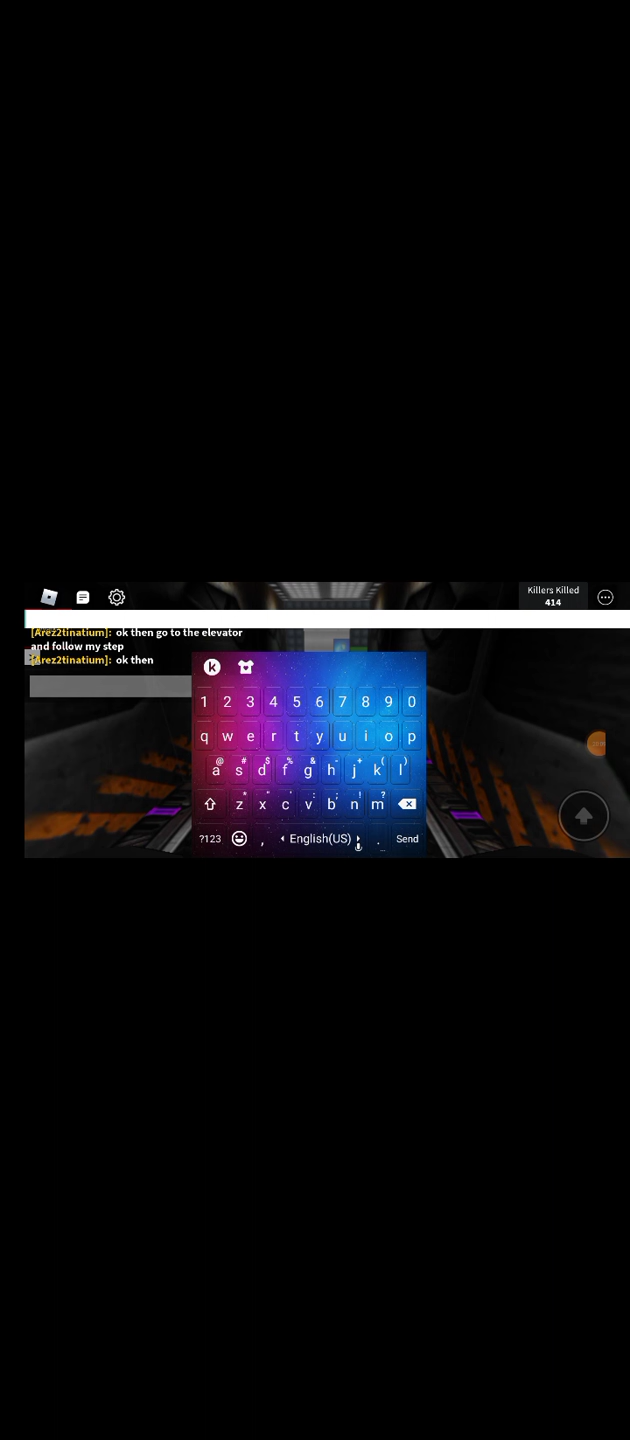 Killers Killed
414
[Arez2tinatium]: ok then go to the elevator
and follow my step
[Arez2tinatium]: ok then
k
1 2 3 4 5 6 7 8 9 0
q w e r t y u i o p
@ # $ % & - + ( )
a s d f g h j k l
* " ' : ; ! ?
z x c v b n m
?123 , English(US) . Send